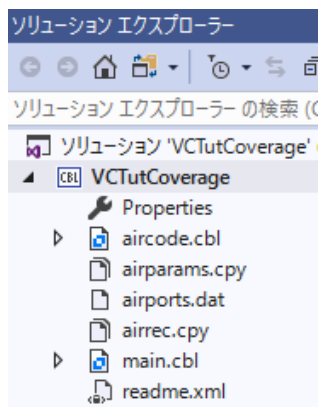 ソリューション エクスプローラー
ソリューション エクスプローラー の検索 (C
ソリューション 'VCTutCoverage'
CBL VCTutCoverage
Properties
aircode.cbl
airparams.cpy
airports.dat
airrec.cpy
main.cbl
readme.xml